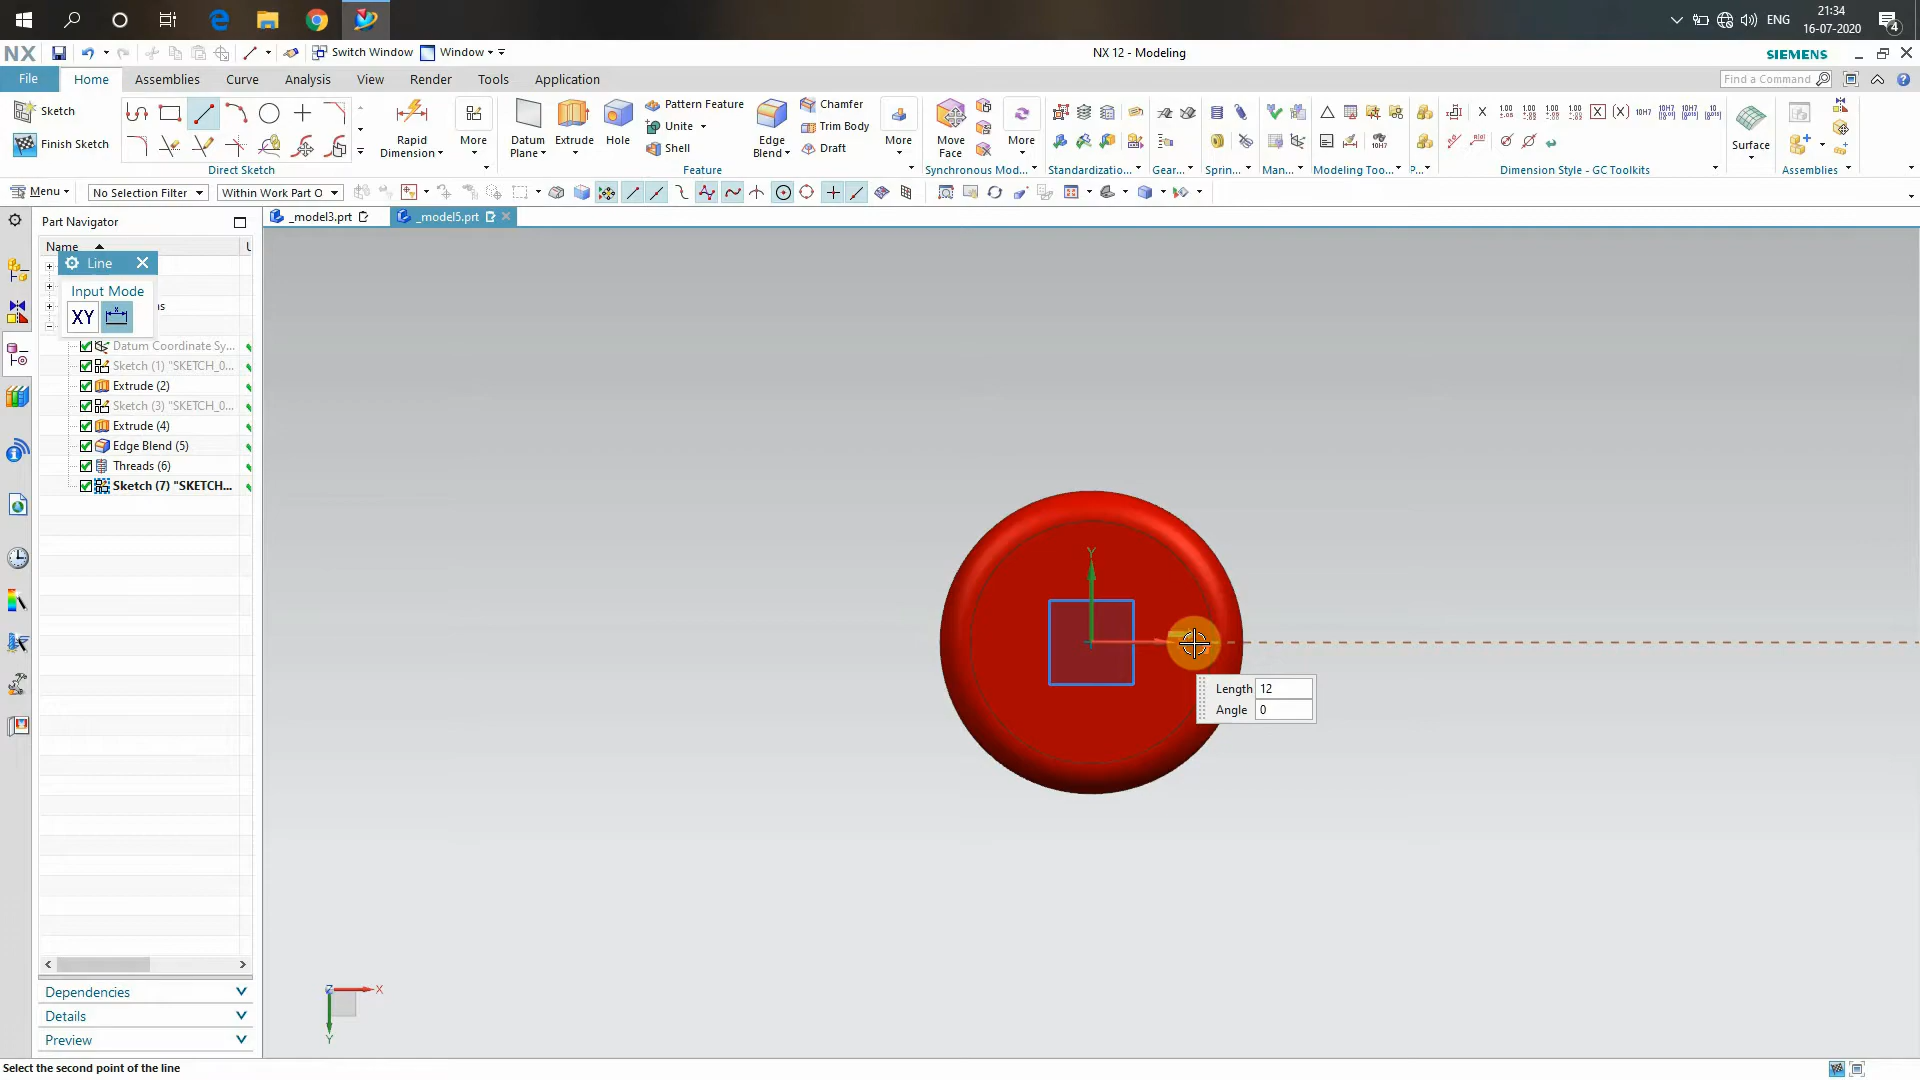 21:34
ENG
16-07-2020
4
NX
Switch Window
Window
NX 12 - Modeling
SIEMENS
File
Home
Assemblies
Curve
Analysis
View
Render
Tools
Application
Find a Command
Sketch
Finish Sketch
Rapid
Dimension
More
Datum
Plane
Extrude
Hole
Pattern Feature
Unite
Shell
Edge
Blend
Chamfer
Trim Body
Draft
More
Move
Face
More
Surface
Direct Sketch
Feature
Synchronous Mod...
Standardizatio...
Gear...
Sprin...
Man...
Modeling Too...
P...
Dimension Style - GC Toolkits
Assemblies
Menu
No Selection Filter
Within Work Part O
Part Navigator
_model3.prt
_model5.prt
Name
Line
Input Mode
XY
Datum Coordinate Sy...
Sketch (1) "SKETCH_0...
Extrude (2)
Sketch (3) "SKETCH_0...
Extrude (4)
Edge Blend (5)
Threads (6)
Sketch (7) "SKETCH...
Y
Length 12
Angle 0
Z
X
Y
Dependencies
Details
Preview
Select the second point of the line